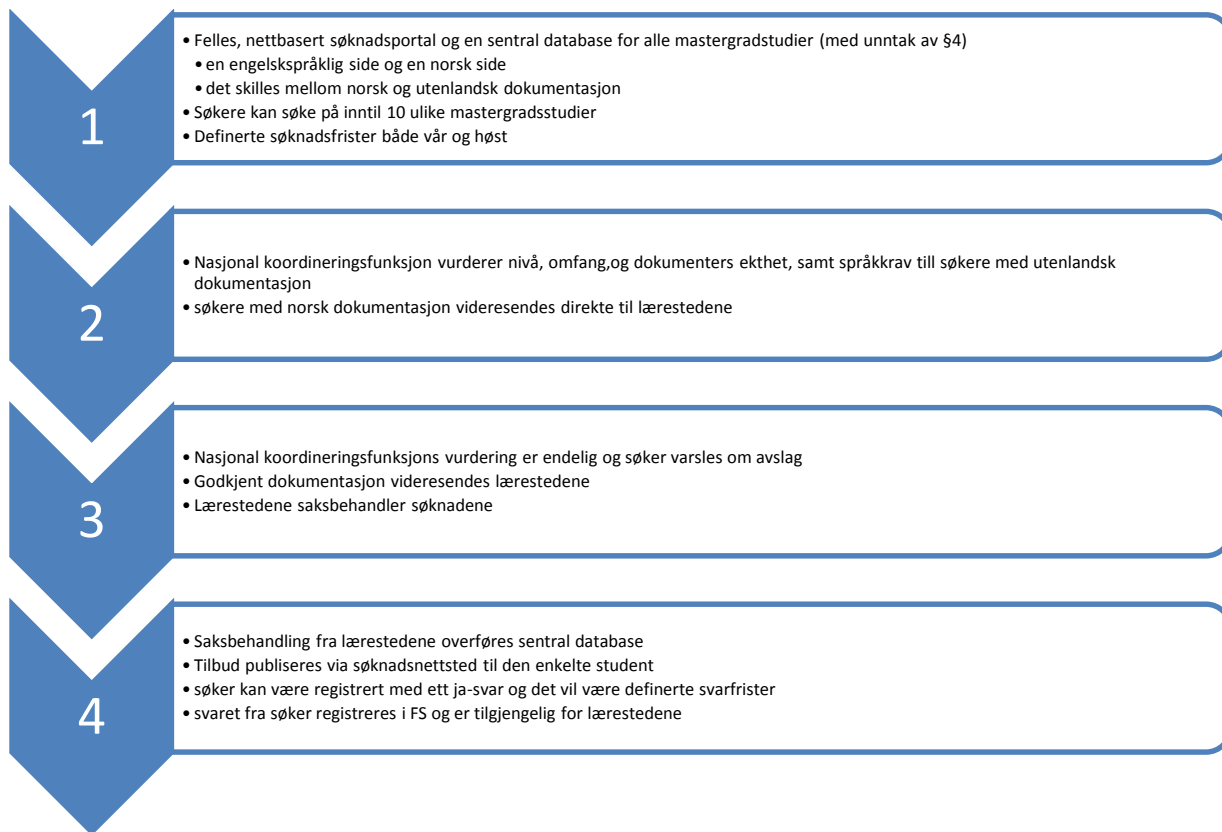 1
• Felles, nettbasert søknadsportal og en sentral database for alle mastergradstudier (med unntak av §4)
• en engelskspråklig side og en norsk side
• det skilles mellom norsk og utenlandsk dokumentasjon
• Søkere kan søke på inntil 10 ulike mastergradsstudier
• Definerte søknadsfrister både vår og høst
2
• Nasjonal koordineringsfunksjon vurderer nivå, omfang,og dokumenters ekthet, samt språkkrav till søkere med utenlandsk
dokumentasjon
• søkere med norsk dokumentasjon videresendes direkte til lærestedene
3
• Nasjonal koordineringsfunksjons vurdering er endelig og søker varsles om avslag
• Godkjent dokumentasjon videresendes lærestedene
• Lærestedene saksbehandler søknadene
4
• Saksbehandling fra lærestedene overføres sentral database
• Tilbud publiseres via søknadsnettsted til den enkelte student
• søker kan være registrert med ett ja-svar og det vil være definerte svarfrister
• svaret fra søker registreres i FS og er tilgjengelig for lærestedene